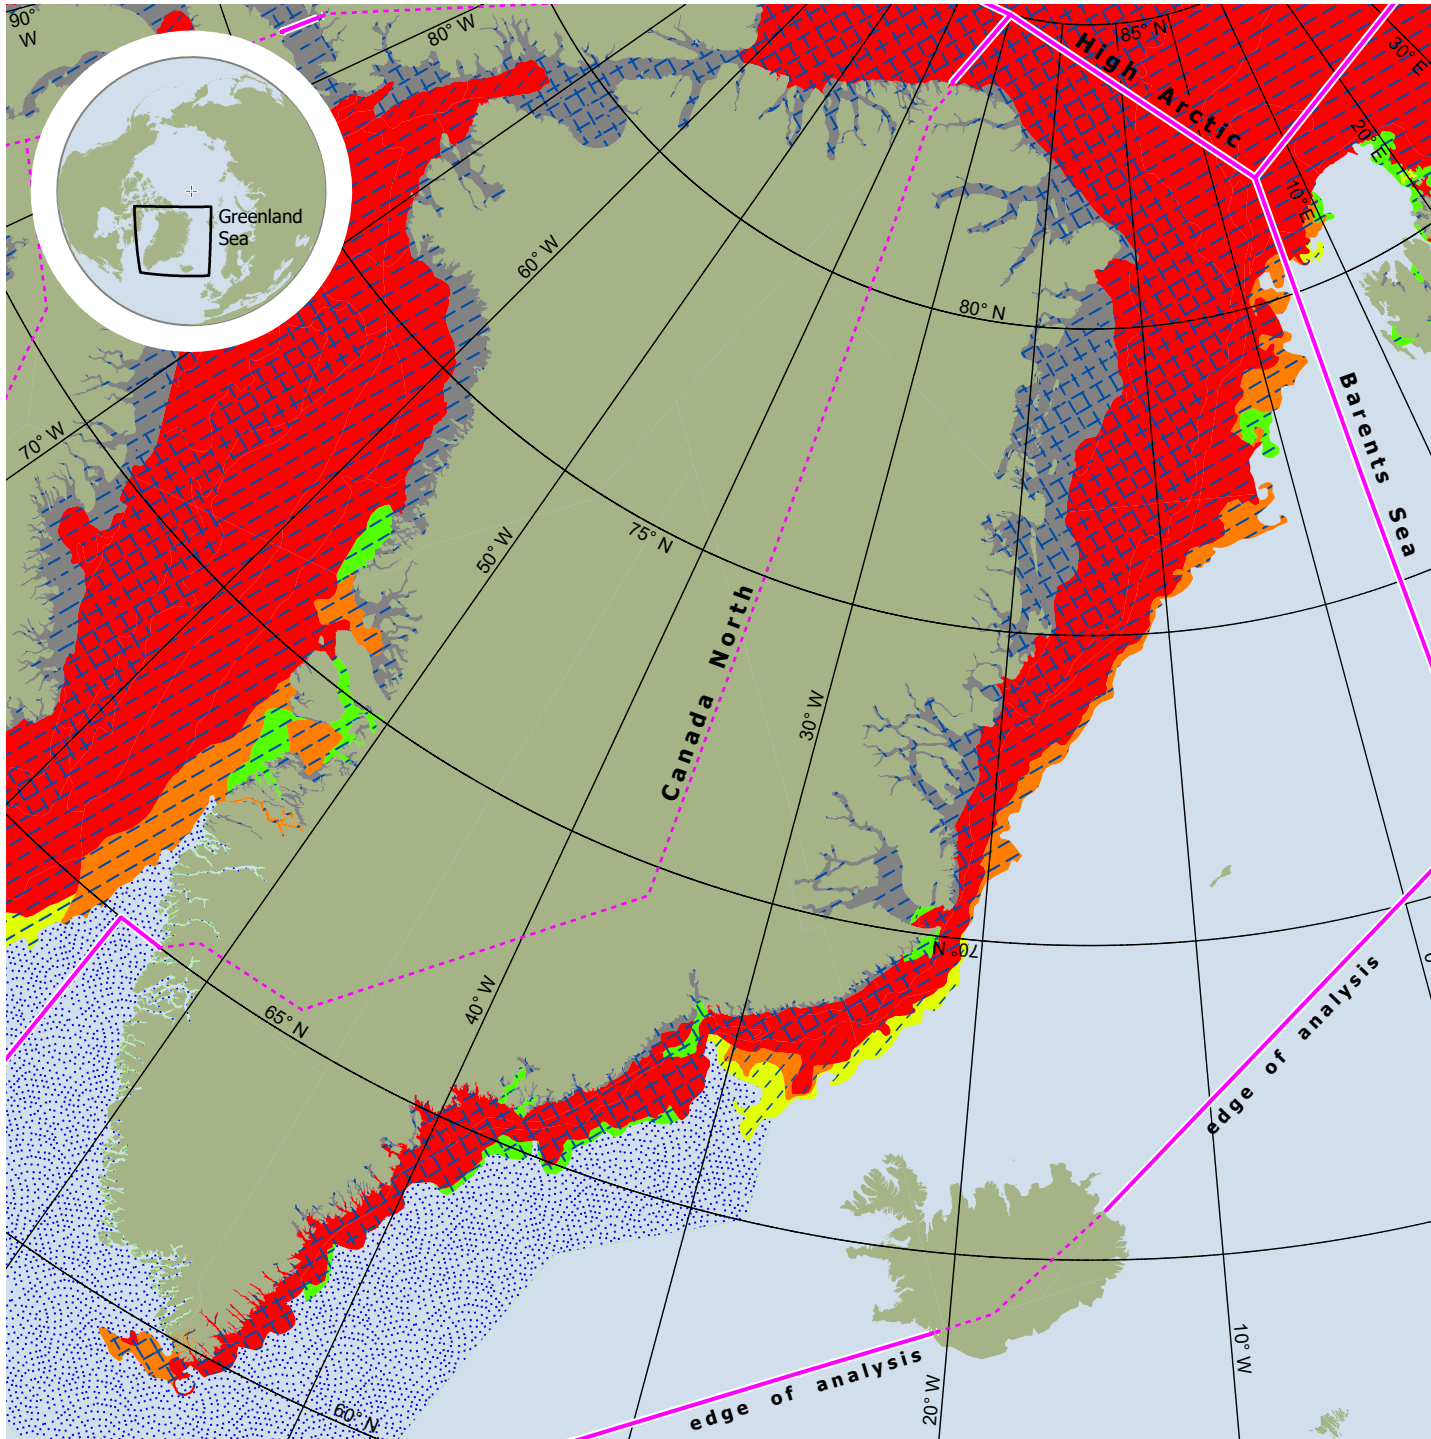 90°
W
80° W
85° N
30° E
High Arctic
20° E
10° E
Greenland
Sea
60° W
80° N
70° W
Barents Sea
50° W
75° N
Canada North
30° W
70° N
40° W
65° N
edge of analysis
edge of analysis
10° W
20° W
60° N